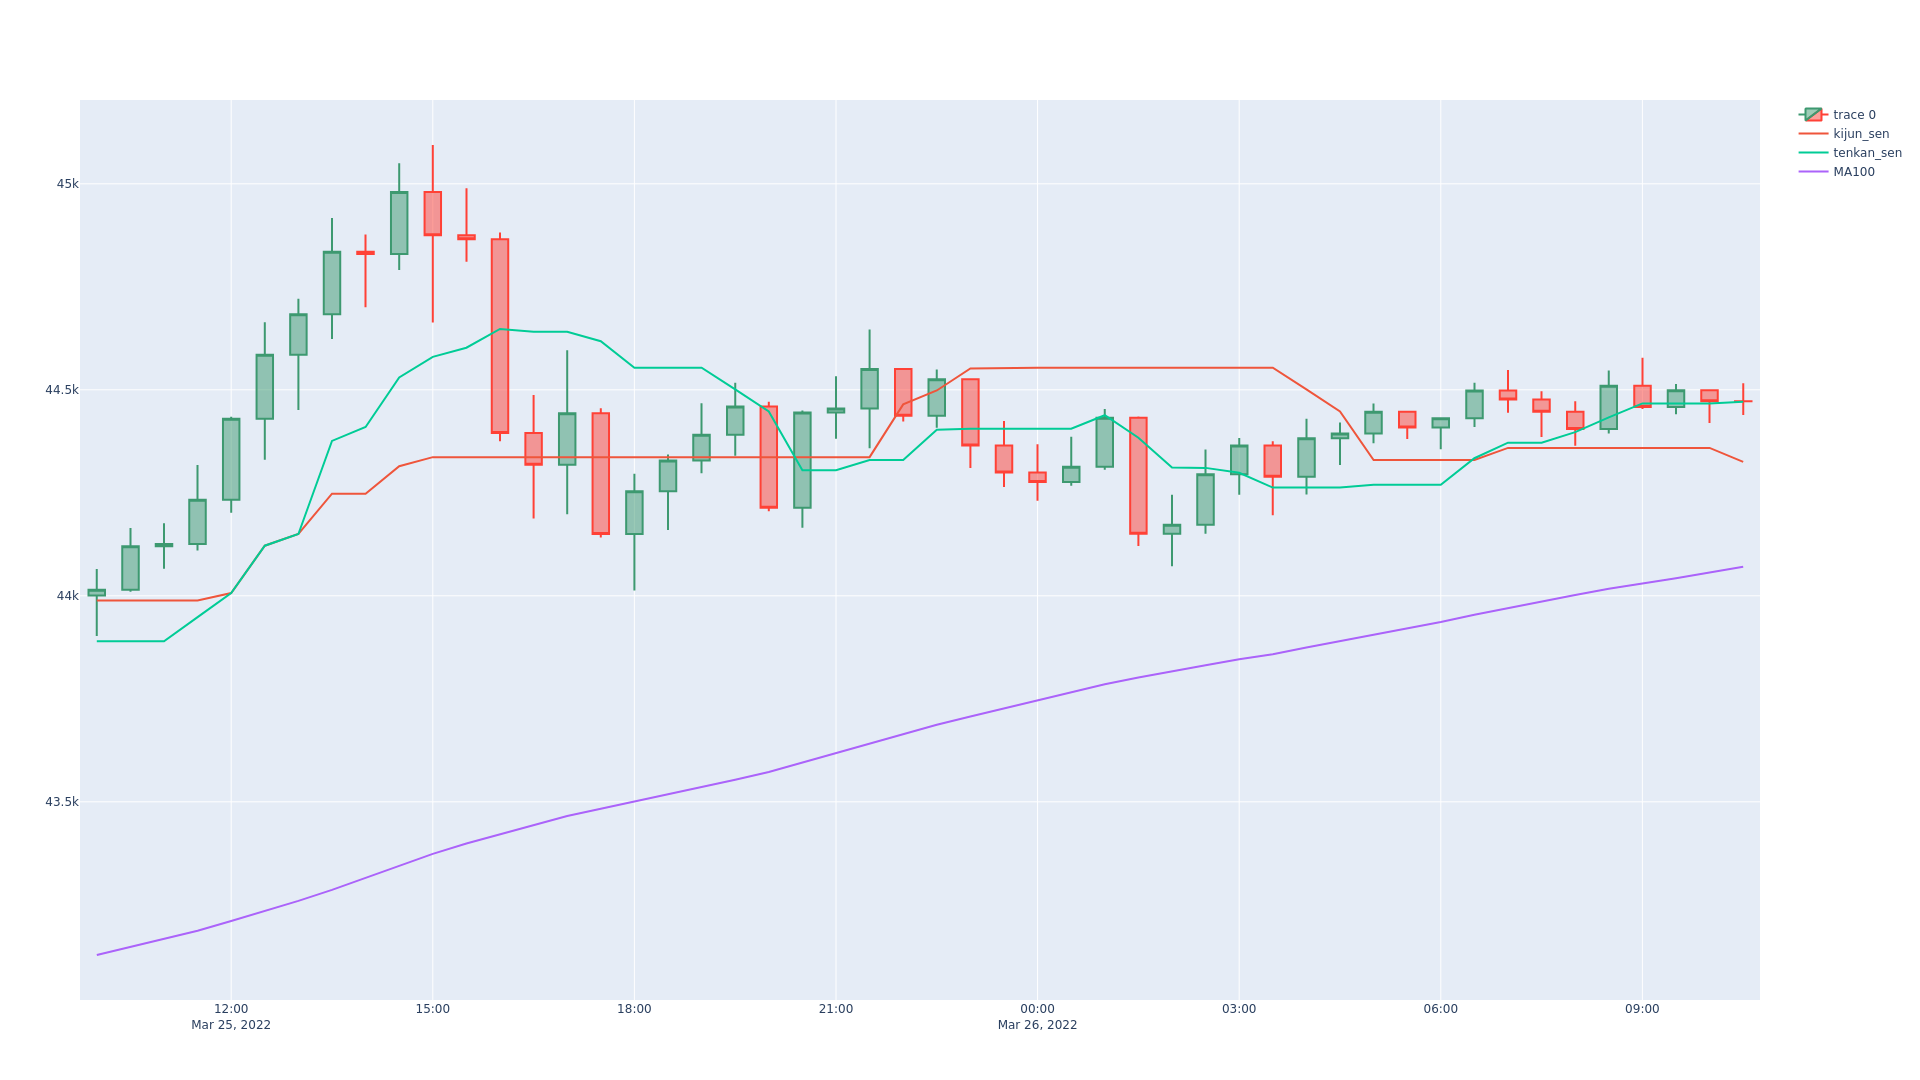 trace 0
kijun_sen
tenkan_sen
MA100
45k
44.5k
44k
43.5k
12:00 15:00 18:00 21:00 00:00 03:00 06:00 09:00
Mar 25, 2022 Mar 26, 2022